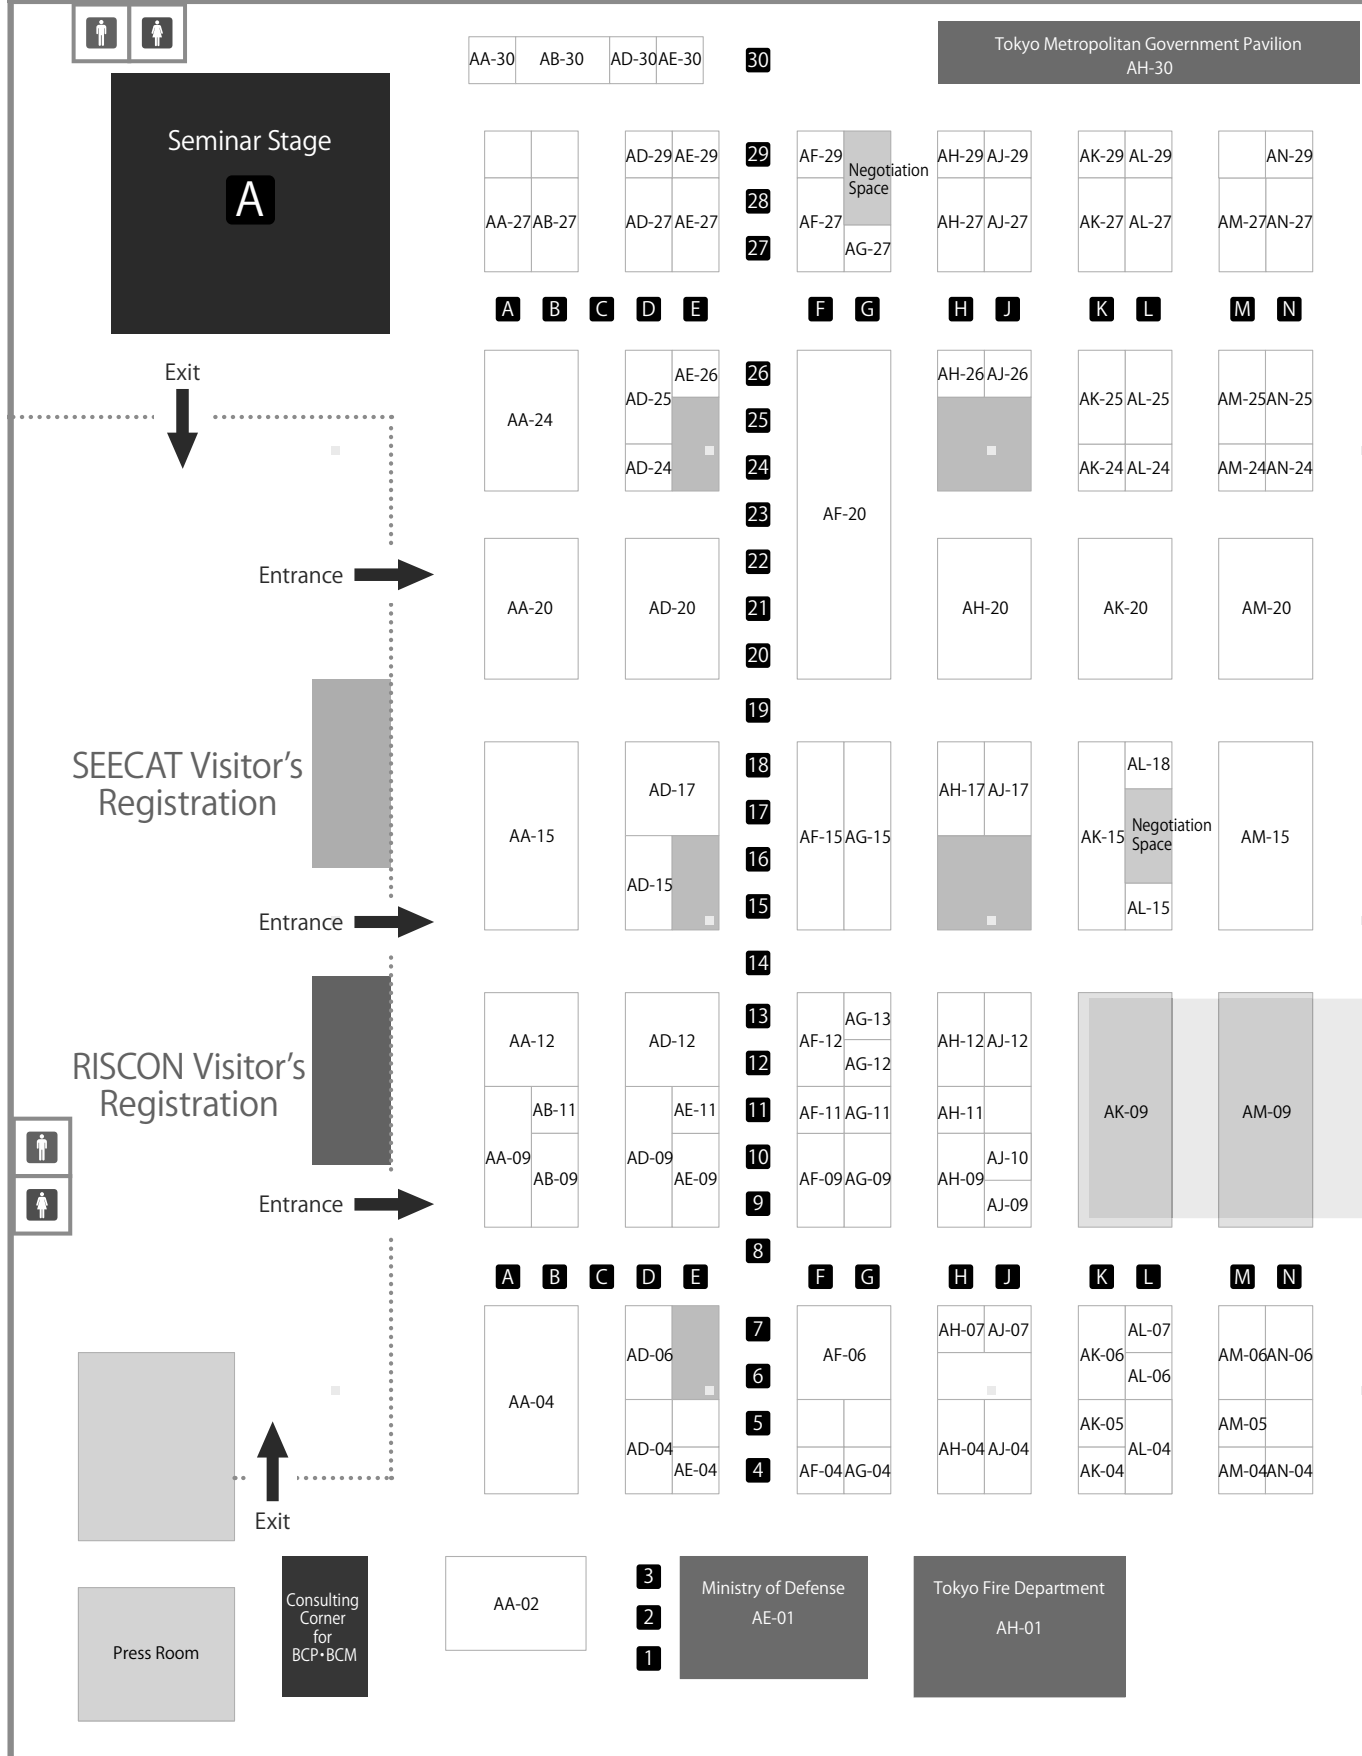 AA-30 AB-30 AD-30 AE-30 30
Tokyo Metropolitan Government Pavilion
AH-30
Seminar Stage
A
AD-29 AE-29 29 AF-29 AH-29 AJ-29 AK-29 AL-29 AN-29
Negotiation
Space
28
AA-27 AB-27 AD-27 AE-27 AF-27 AH-27 AJ-27 AK-27 AL-27 AM-27 AN-27
27 AG-27
A B C D E F G H J K L M N
Exit
AE-26 26 AH-26 AJ-26
AD-25 AK-25 AL-25 AM-25 AN-25
AA-24 25
AD-24 24 AK-24 AL-24 AM-24 AN-24
23 AF-20
22
Entrance
AA-20 AD-20 21 AH-20 AK-20 AM-20
20
19
SEECAT Visitor's
Registration
18 AL-18
AD-17 AH-17 AJ-17
17
Negotiation
Space
AA-15 AF-15 AG-15 AK-15 AM-15
16
AD-15
15 AL-15
Entrance
14
13 AG-13
AA-12 AD-12 AF-12 AH-12 AJ-12
12 AG-12
RISCON Visitor's
Registration
AB-11 AE-11 11 AF-11 AG-11 AH-11 AK-09 AM-09
AA-09 AD-09 10 AJ-10
AB-09 AE-09 AF-09 AG-09 AH-09
Entrance
9 AJ-09
8
A B C D E F G H J K L M N
7 AH-07 AJ-07 AL-07
AD-06 AF-06 AK-06 AM-06 AN-06
6 AL-06
AA-04
5 AK-05 AM-05
AD-04 AH-04 AJ-04 AL-04
AE-04 4 AF-04 AG-04 AK-04 AM-04 AN-04
Exit
Consulting
Corner
for
BCP•BCM
AA-02
3
2
1
Ministry of Defense
AE-01
Tokyo Fire Department
AH-01
Press Room